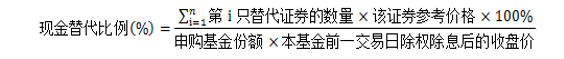 现金替代比例(%) = \frac{\sum_{i=1}^{n} 第 i 只替代证券的数量 × 该证券参考价格 × 100%}{申购基金份额 × 本基金前一交易日除权除息后的收盘价}